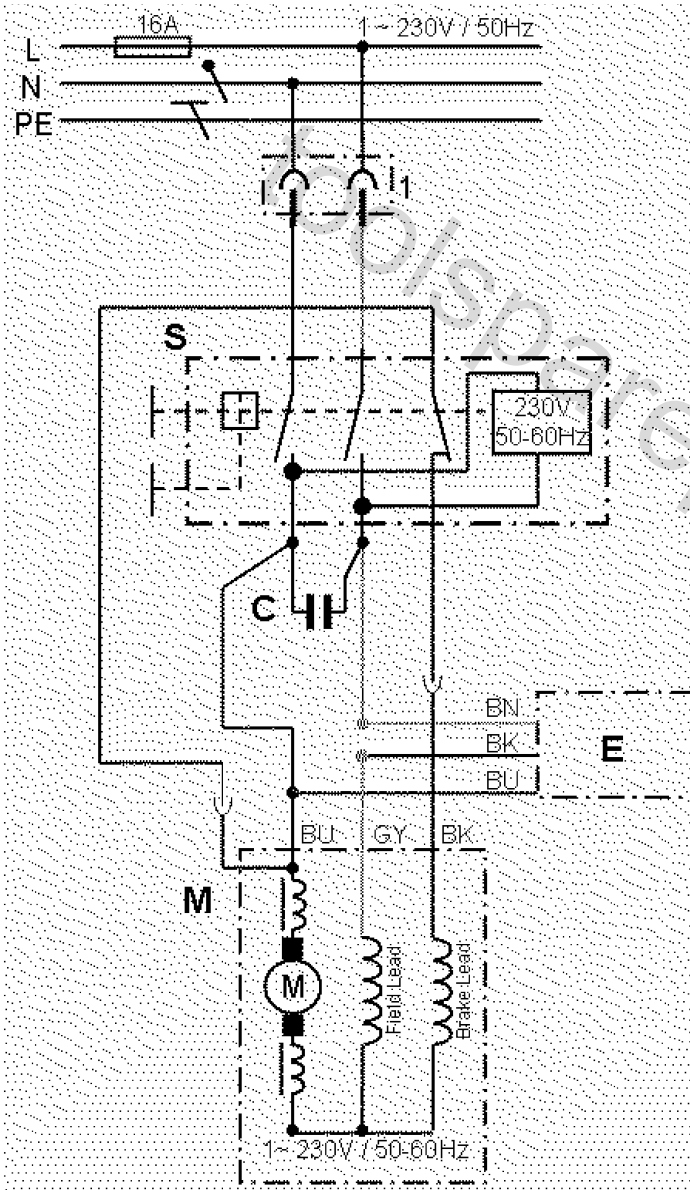 16A
1 ~ 230V / 50Hz
L
N
PE
1
S
230V
50-60Hz
C
BN
BK
BU
E
BU GY BK
M
M
Field Lead
Brake Lead
1~ 230V / 50-60Hz
toolspare